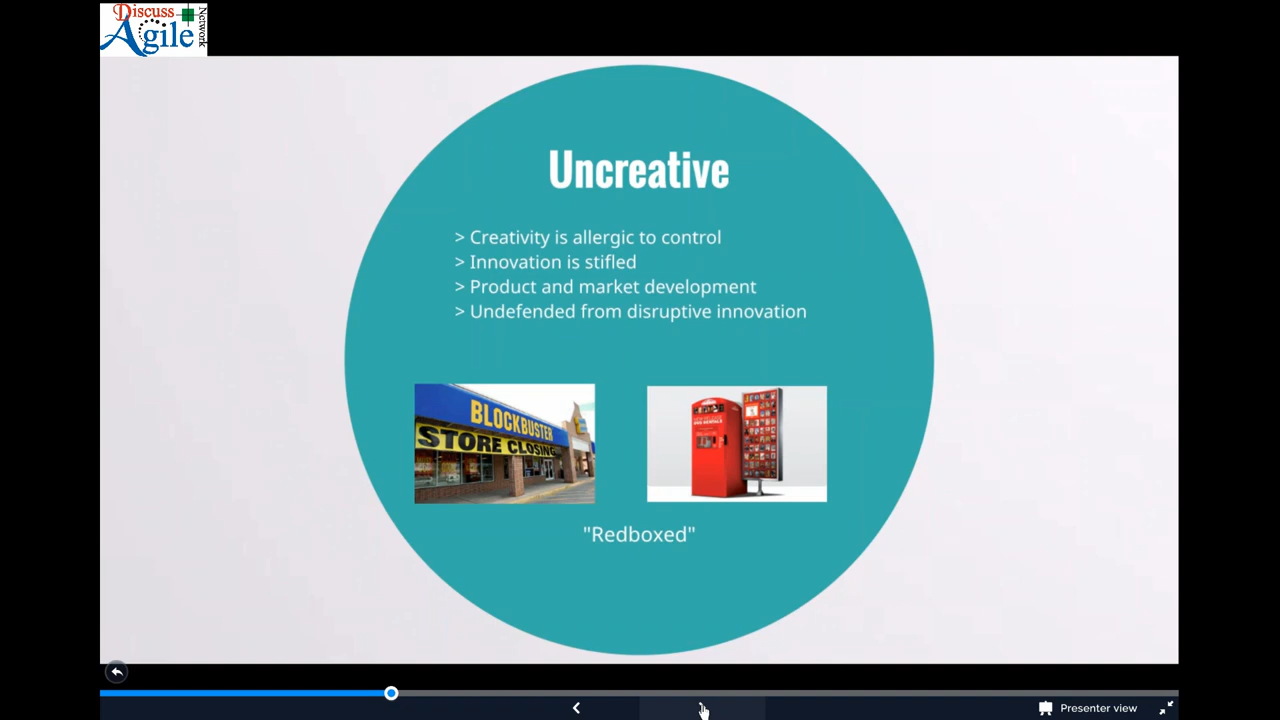 Discuss
Agile
Network
Uncreative
> Creativity is allergic to control
> Innovation is stifled
> Product and market development
> Undefended from disruptive innovation
BLOCKBUSTER
STORE CLOSING
"Redboxed"
Presenter view